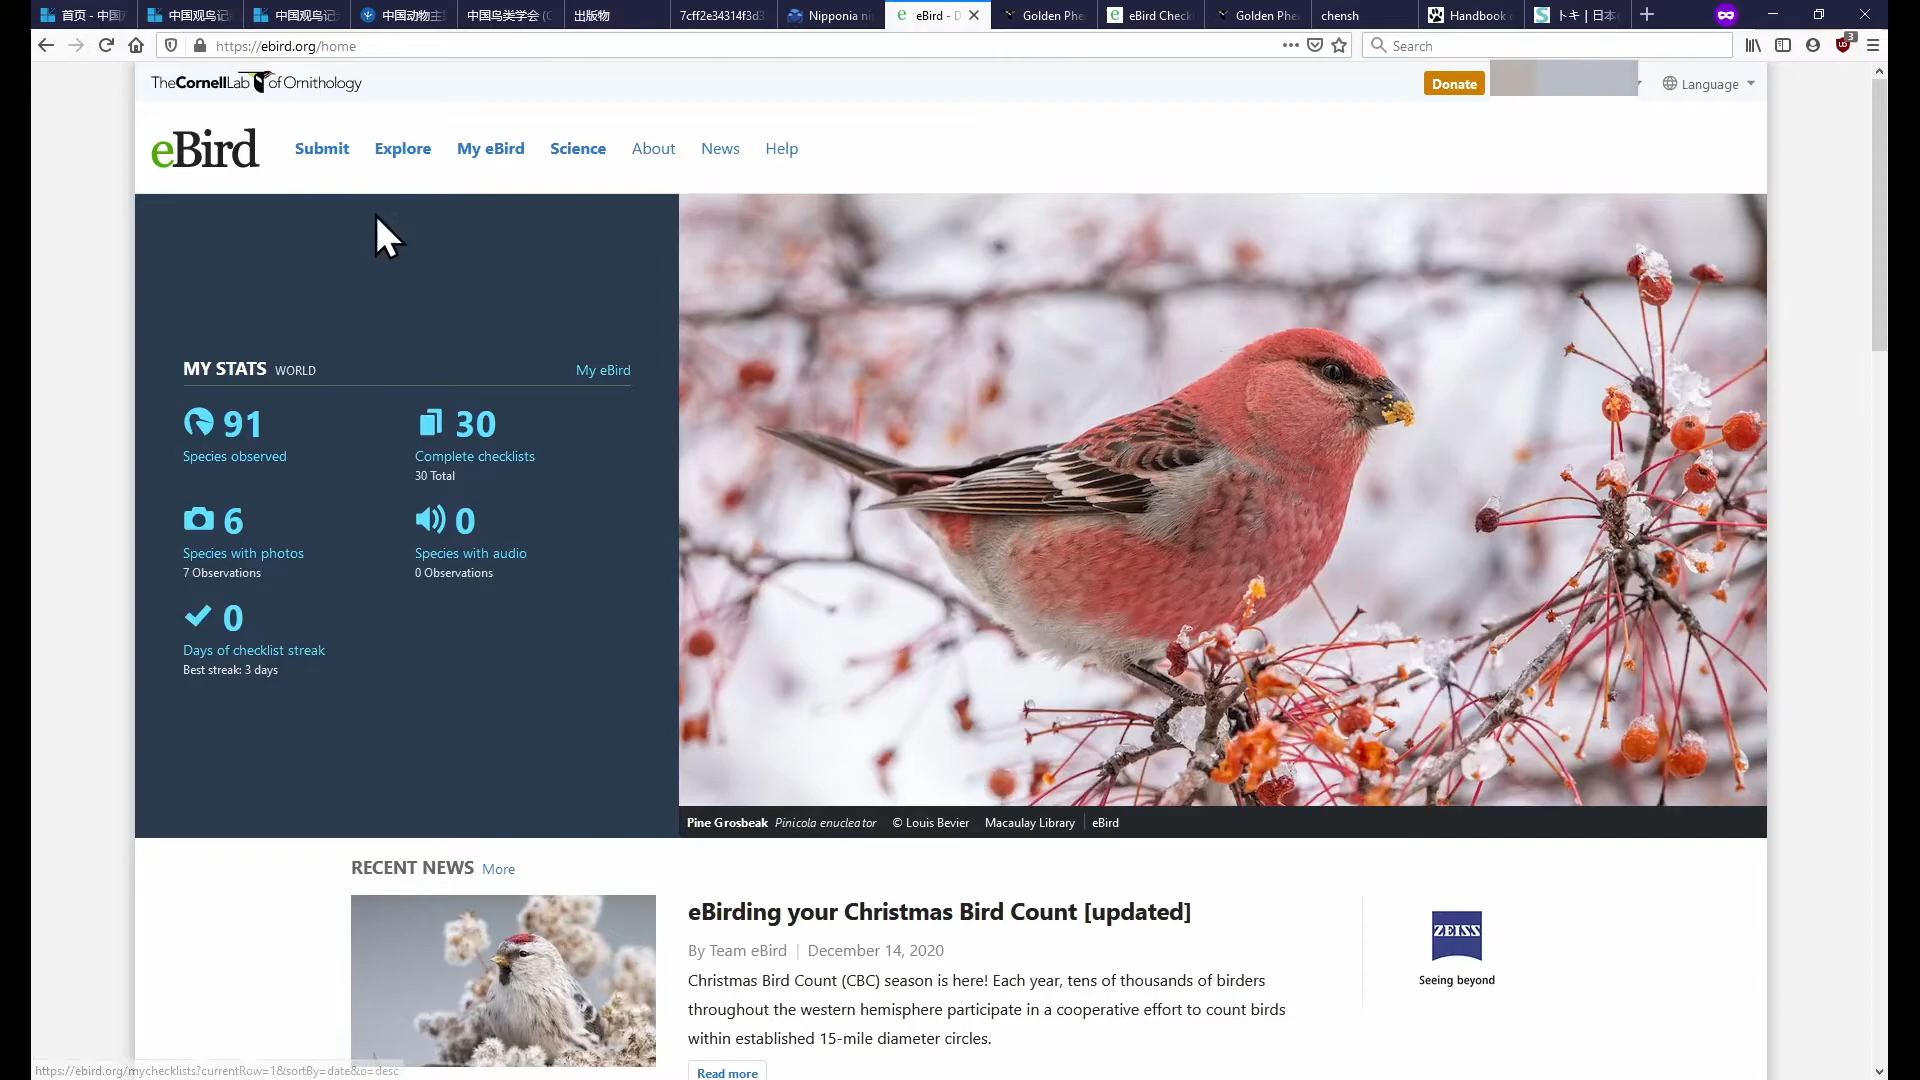 首页 - 中国
中国观鸟记
中国观鸟记
中国动物主
中国鸟类学会 (C
出版物
7cff2e34314f3d3
Nipponia ni
eBird - D
Golden Phe
eBird Check
Golden Phe
chensh
Handbook o
トキ | 日本
https://ebird.org/home
Search
3
TheCornellLab of Ornithology
Donate
Language
eBird
Submit Explore My eBird Science About News Help
MY STATS WORLD My eBird
91 30
Species observed Complete checklists
30 Total
6 0
Species with photos Species with audio
7 Observations 0 Observations
0
Days of checklist streak
Best streak: 3 days
Pine Grosbeak Pinicola enucleator © Louis Bevier Macaulay Library eBird
RECENT NEWS More
eBirding your Christmas Bird Count [updated]
By Team eBird | December 14, 2020
Christmas Bird Count (CBC) season is here! Each year, tens of thousands of birders
throughout the western hemisphere participate in a cooperative effort to count birds
within established 15-mile diameter circles.
Read more
ZEISS
Seeing beyond
https://ebird.org/mychecklists?currentRow=1&sortBy=date&o=desc